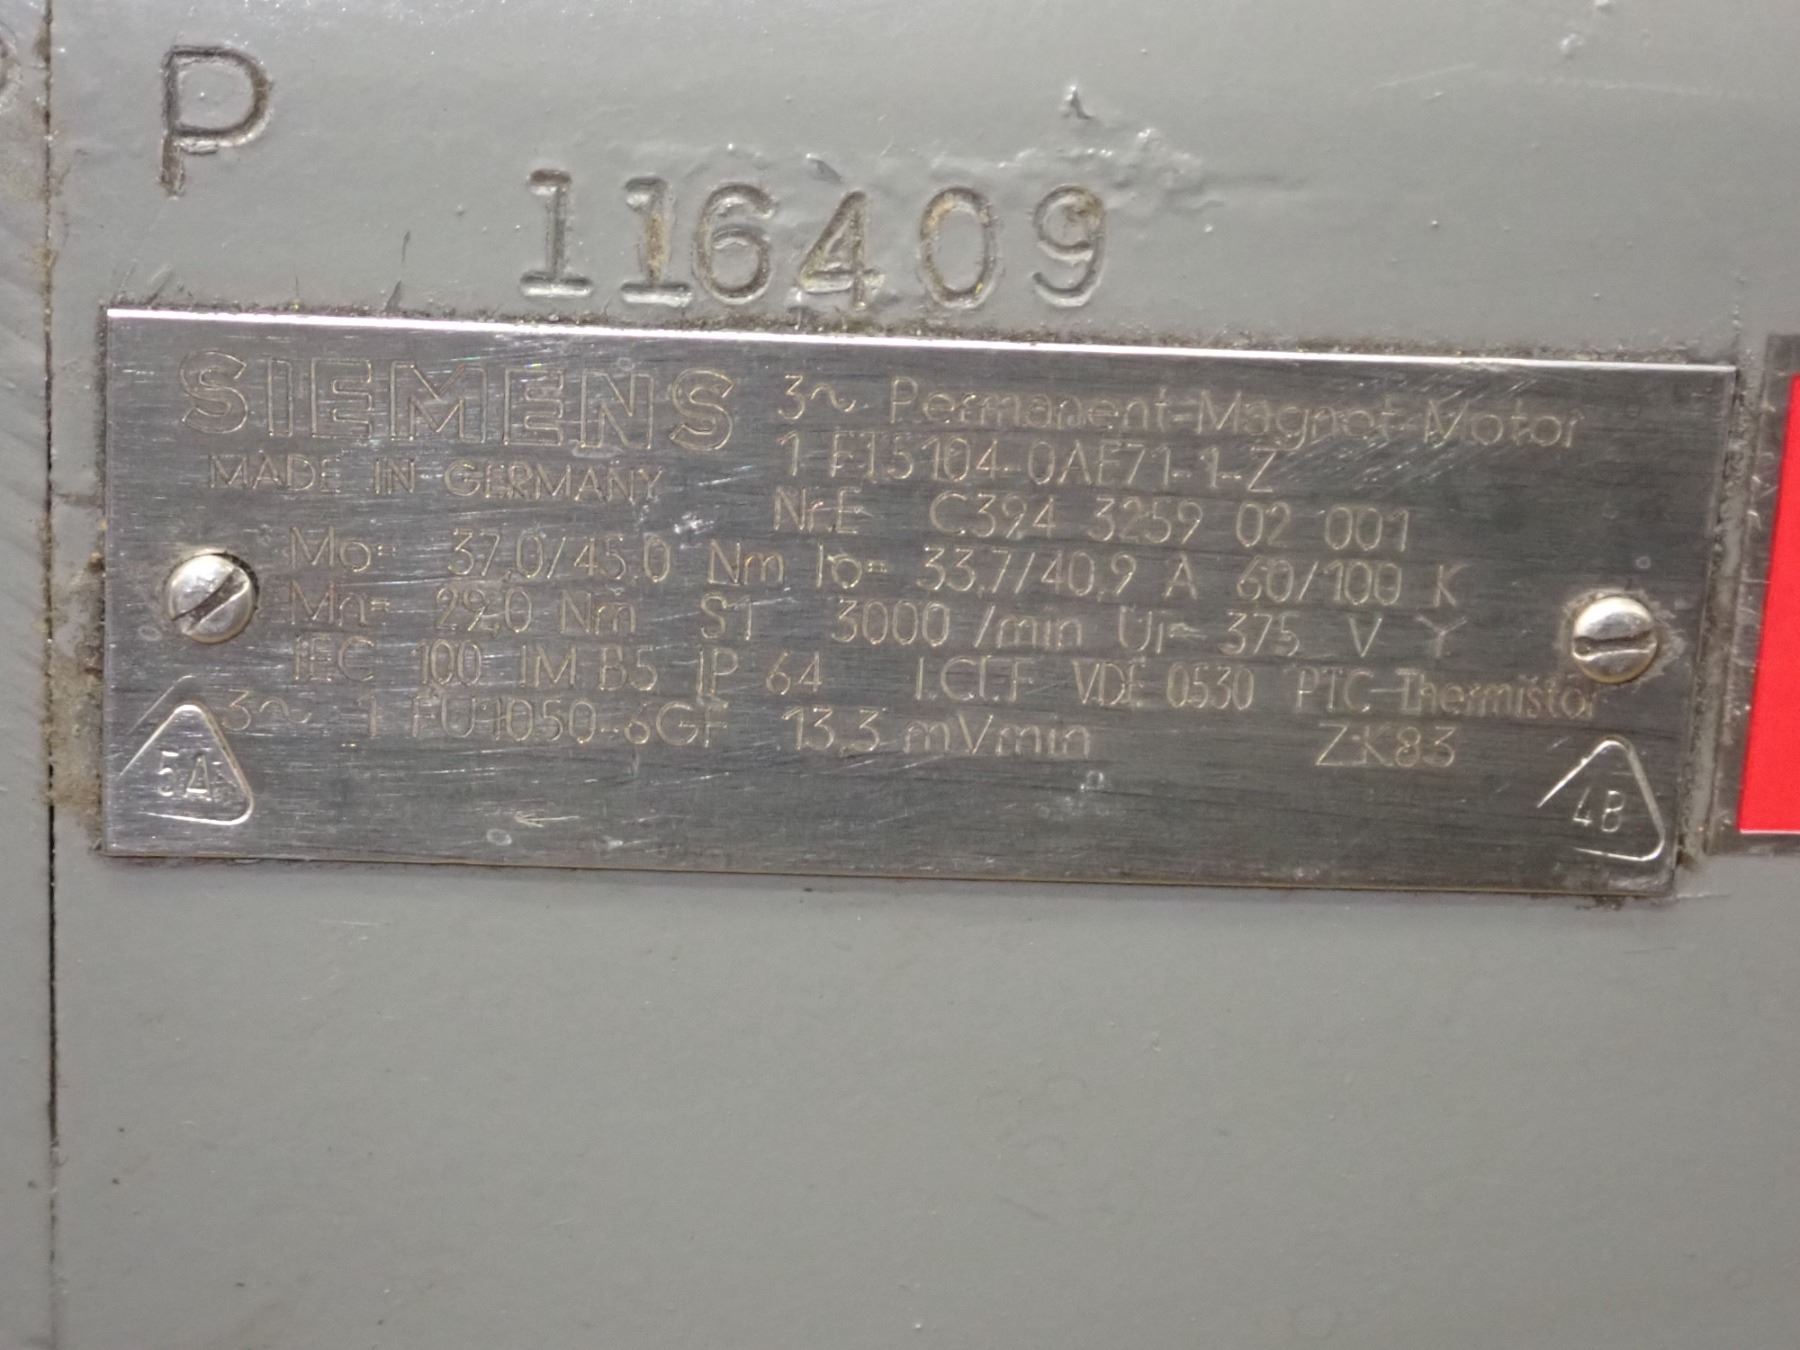 P
116409
SIEMENS
MADE IN GERMANY
3~ Permanent-Magnet-Motor
1 FT5104-0AF71-1-Z
Nr.E C394 3259 02 001
Mo= 37,0/45,0 Nm Io= 33,7/40,9 A 60/100 K
Mn= 29,0 Nm S1 3000 /min Ur= 375 V Y
IEC 100 IM B5 IP 64 I.Cl.F VDE 0530 PTC-Thermistor
3~ 1 FU1050-6GF 13,3 mVmin Z:K83
5A
4B